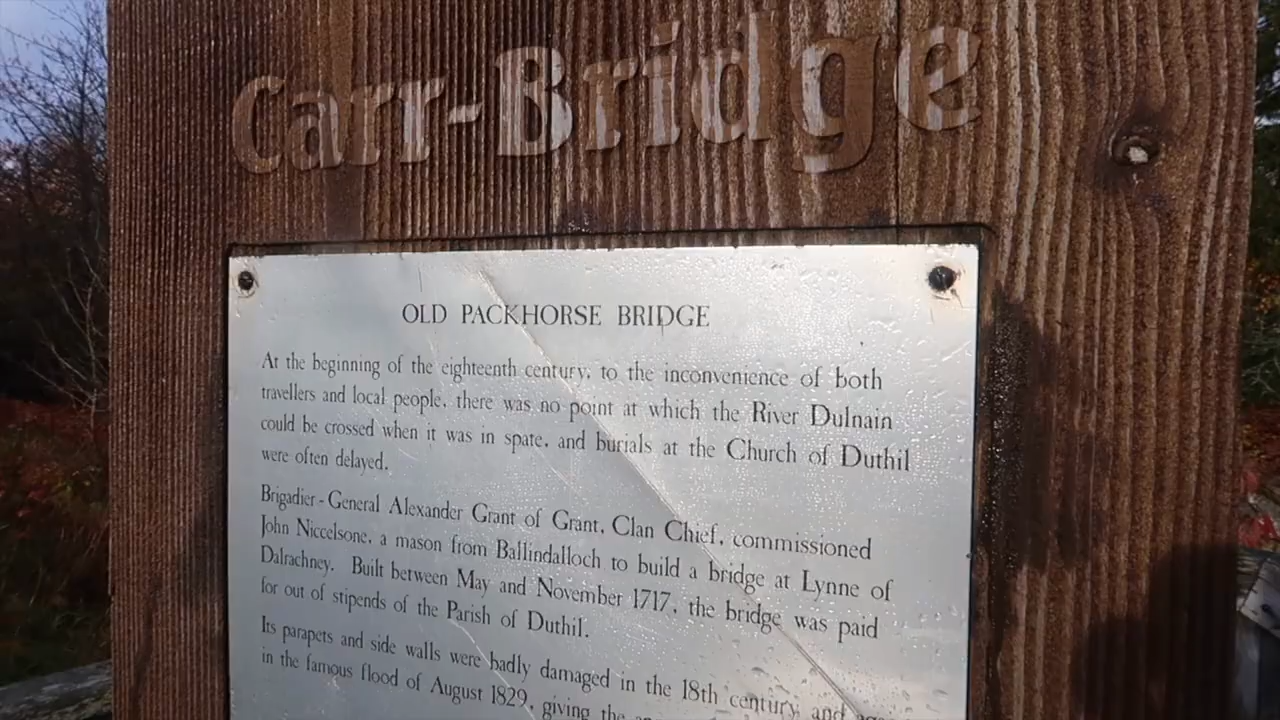 Carr-Bridge
OLD PACKHORSE BRIDGE
At the beginning of the eighteenth century, to the inconvenience of both
travellers and local people, there was no point at which the River Dulnain
could be crossed when it was in spate, and burials at the Church of Duthil
were often delayed.
Brigadier-General Alexander Grant of Grant, Clan Chief, commissioned
John Niccelsone, a mason from Ballindalloch to build a bridge at Lynne of
Dalrachney. Built between May and November 1717, the bridge was paid
for out of stipends of the Parish of Duthil.
Its parapets and side walls were badly damaged in the 18th century and
in the famous flood of August 1829, giving the